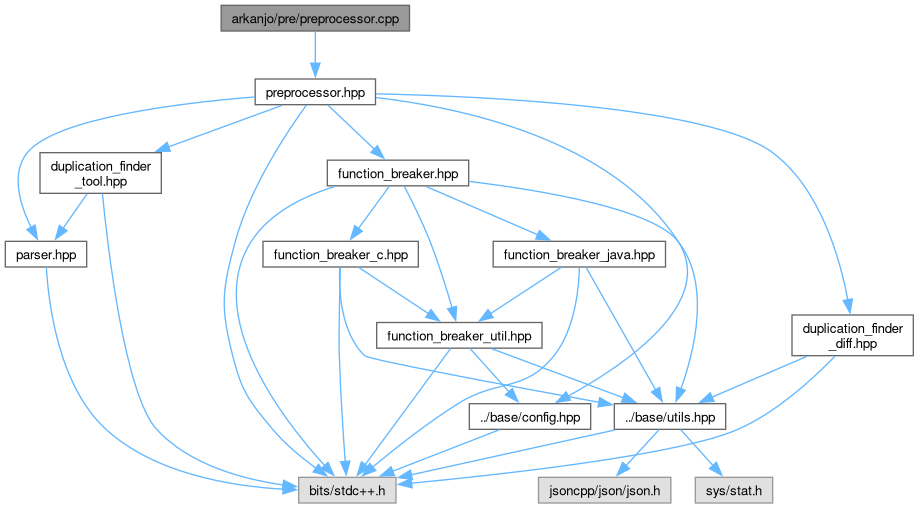 arkanjo/pre/preprocessor.cpp
preprocessor.hpp
duplication_finder
_tool.hpp
function_breaker.hpp
parser.hpp
function_breaker_c.hpp
function_breaker_java.hpp
function_breaker_util.hpp
duplication_finder
_diff.hpp
../base/config.hpp
../base/utils.hpp
bits/stdc++.h
jsoncpp/json/json.h
sys/stat.h